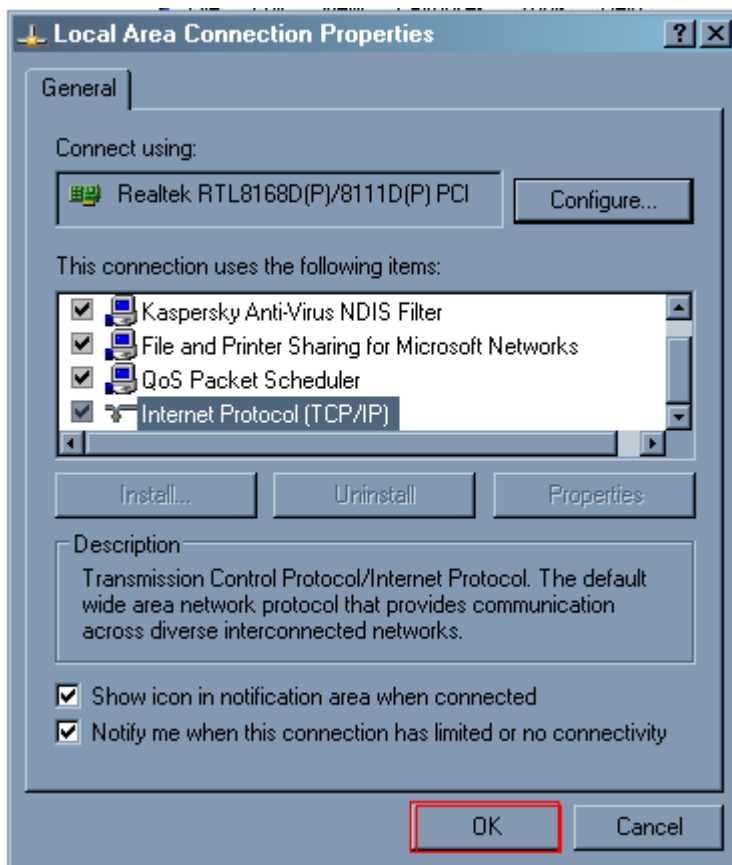 Local Area Connection Properties
General
Connect using:
Realtek RTL8168D(P)/8111D(P) PCI
Configure...
This connection uses the following items:
Kaspersky Anti-Virus NDIS Filter
File and Printer Sharing for Microsoft Networks
QoS Packet Scheduler
Internet Protocol (TCP/IP)
Install...
Uninstall
Properties
Description
Transmission Control Protocol/Internet Protocol. The default
wide area network protocol that provides communication
across diverse interconnected networks.
Show icon in notification area when connected
Notify me when this connection has limited or no connectivity
OK
Cancel